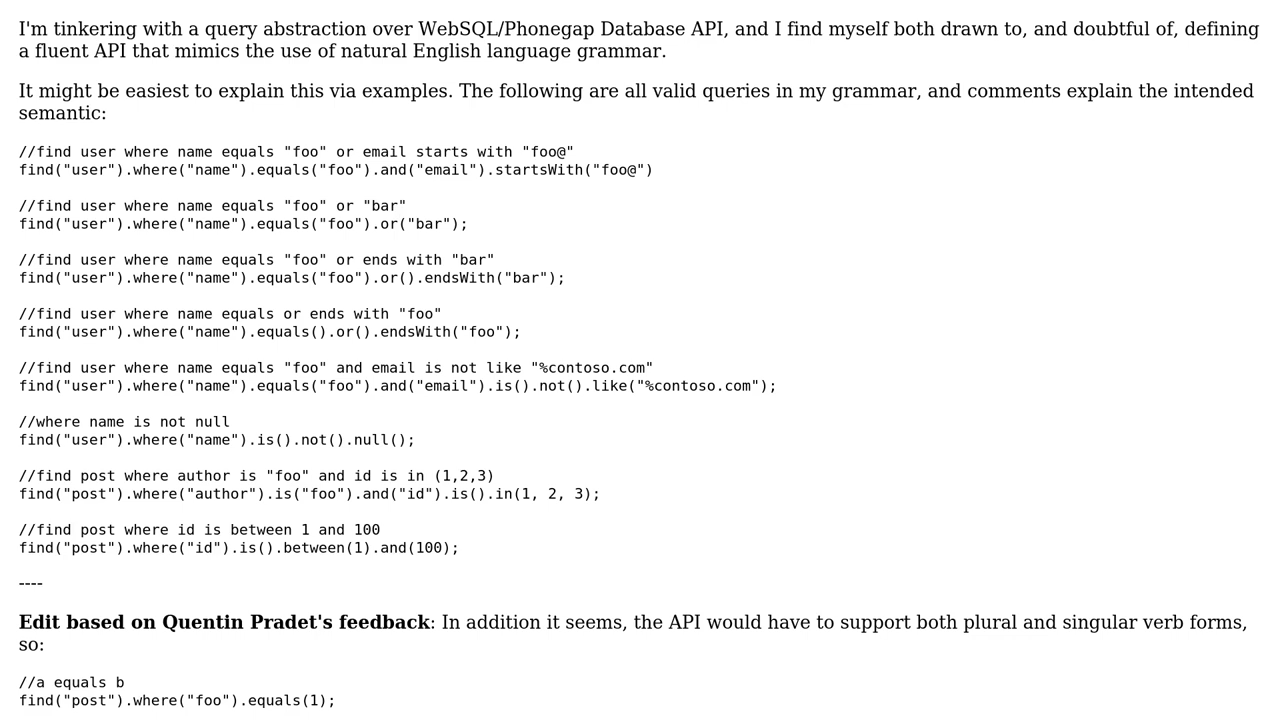 I'm tinkering with a query abstraction over WebSQL/Phonegap Database API, and I find myself both drawn to, and doubtful of, defining
a fluent API that mimics the use of natural English language grammar.
It might be easiest to explain this via examples. The following are all valid queries in my grammar, and comments explain the intended
semantic:
//find user where name equals "foo" or email starts with "foo@"
find("user").where("name").equals("foo").and("email").startsWith("foo@")
//find user where name equals "foo" or "bar"
find("user").where("name").equals("foo").or("bar");
//find user where name equals "foo" or ends with "bar"
find("user").where("name").equals("foo").or().endsWith("bar");
//find user where name equals or ends with "foo"
find("user").where("name").equals().or().endsWith("foo");
//find user where name equals "foo" and email is not like "%contoso.com"
find("user").where("name").equals("foo").and("email").is().not().like("%contoso.com");
//where name is not null
find("user").where("name").is().not().null();
//find post where author is "foo" and id is in (1,2,3)
find("post").where("author").is("foo").and("id").is().in(1, 2, 3);
//find post where id is between 1 and 100
find("post").where("id").is().between(1).and(100);
----
Edit based on Quentin Pradet's feedback: In addition it seems, the API would have to support both plural and singular verb forms,
so:
//a equals b
find("post").where("foo").equals(1);